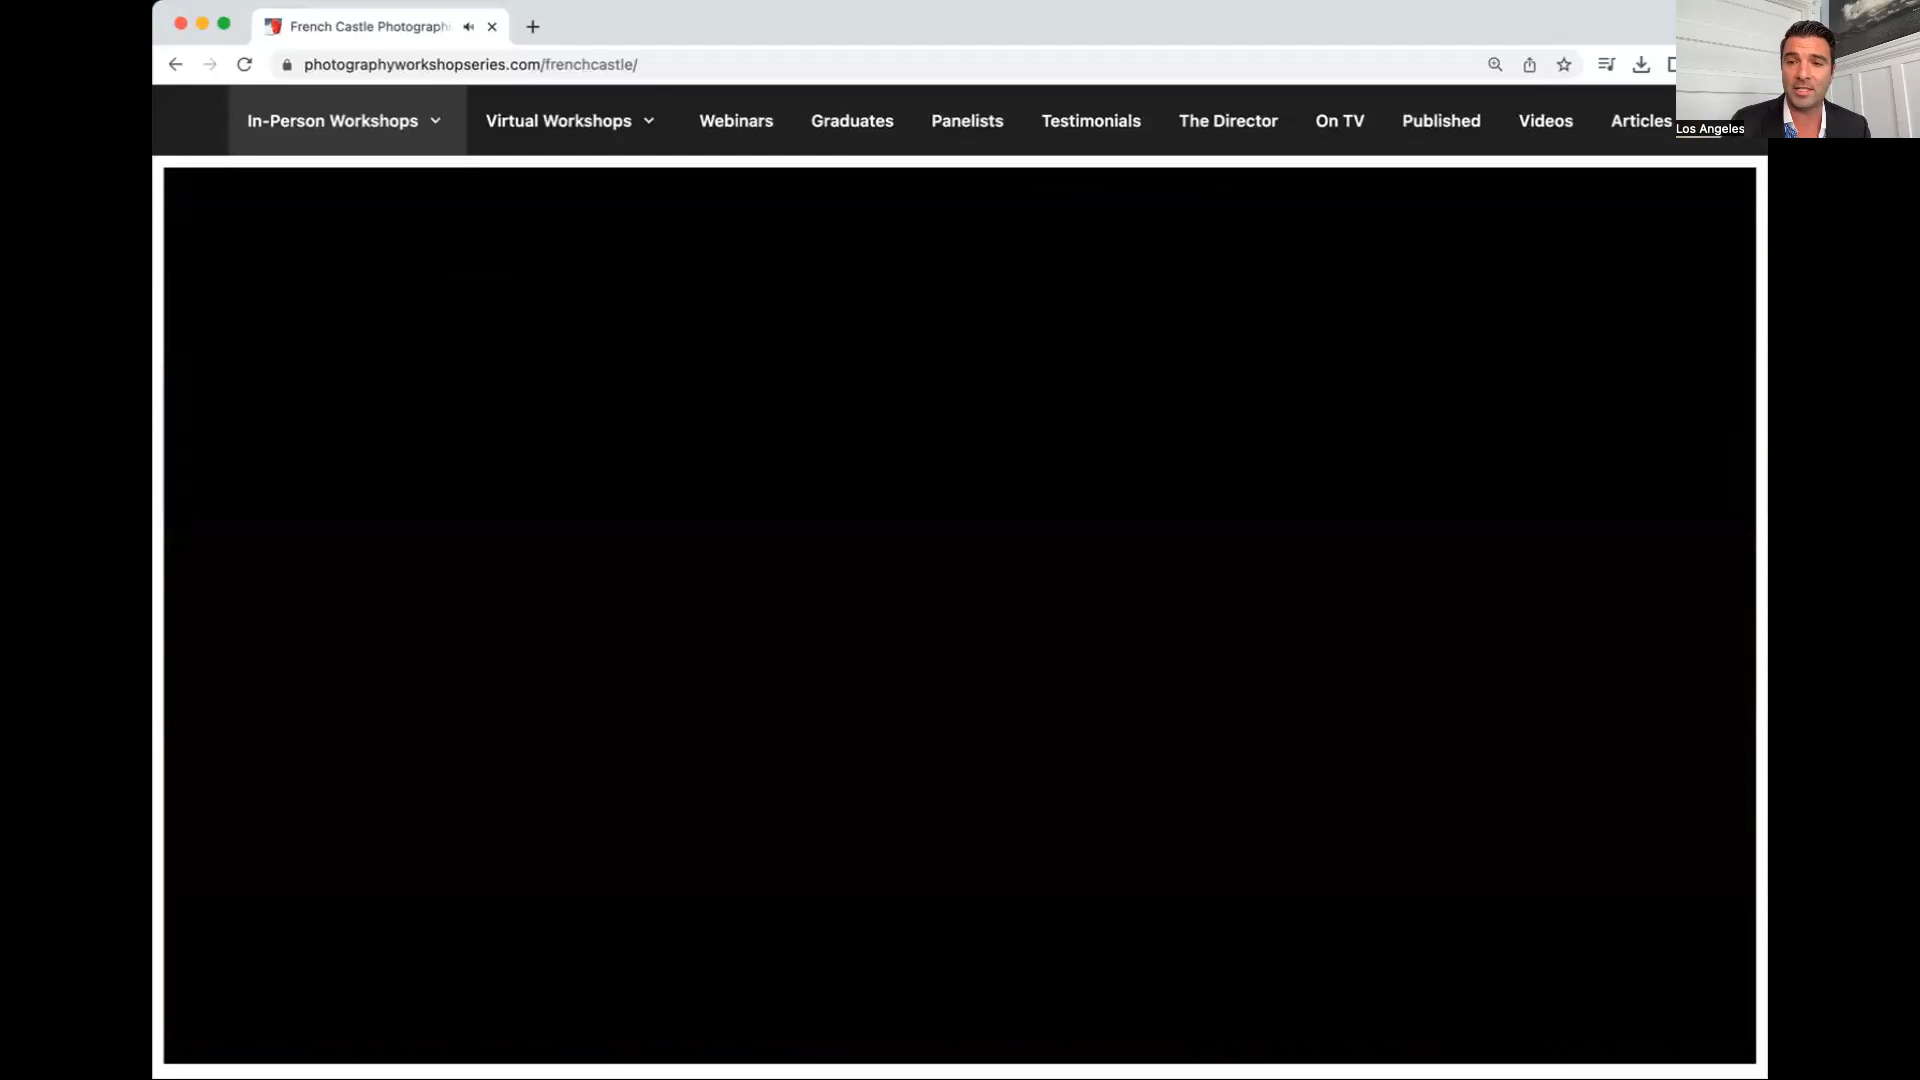 French Castle Photographi
photographyworkshopseries.com/frenchcastle/
In-Person Workshops Virtual Workshops Webinars Graduates Panelists Testimonials The Director On TV Published Videos Articles
Los Angeles